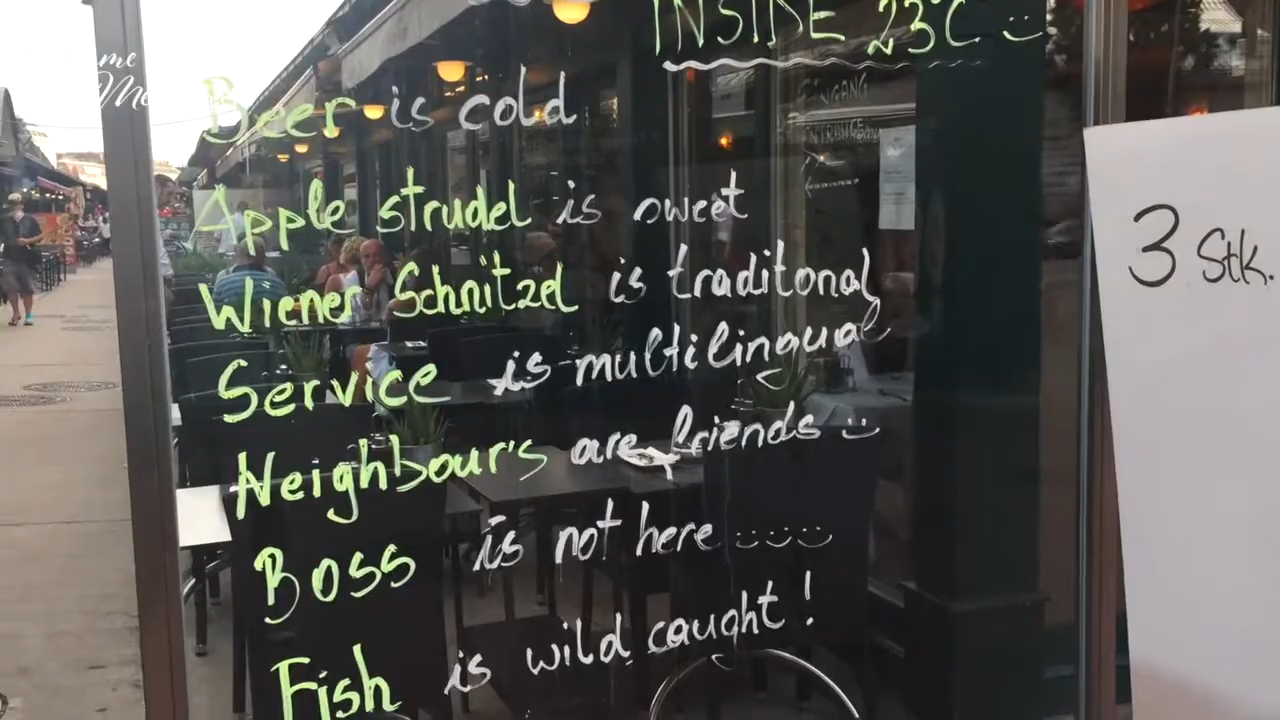 INSIDE 23°C
Beer is cold
Apple strudel is sweet
Wiener Schnitzel is traditonal
Service is multilingual
Neighbour's are friends
Boss is not here
Fish is wild caught!
3 Stk.
me